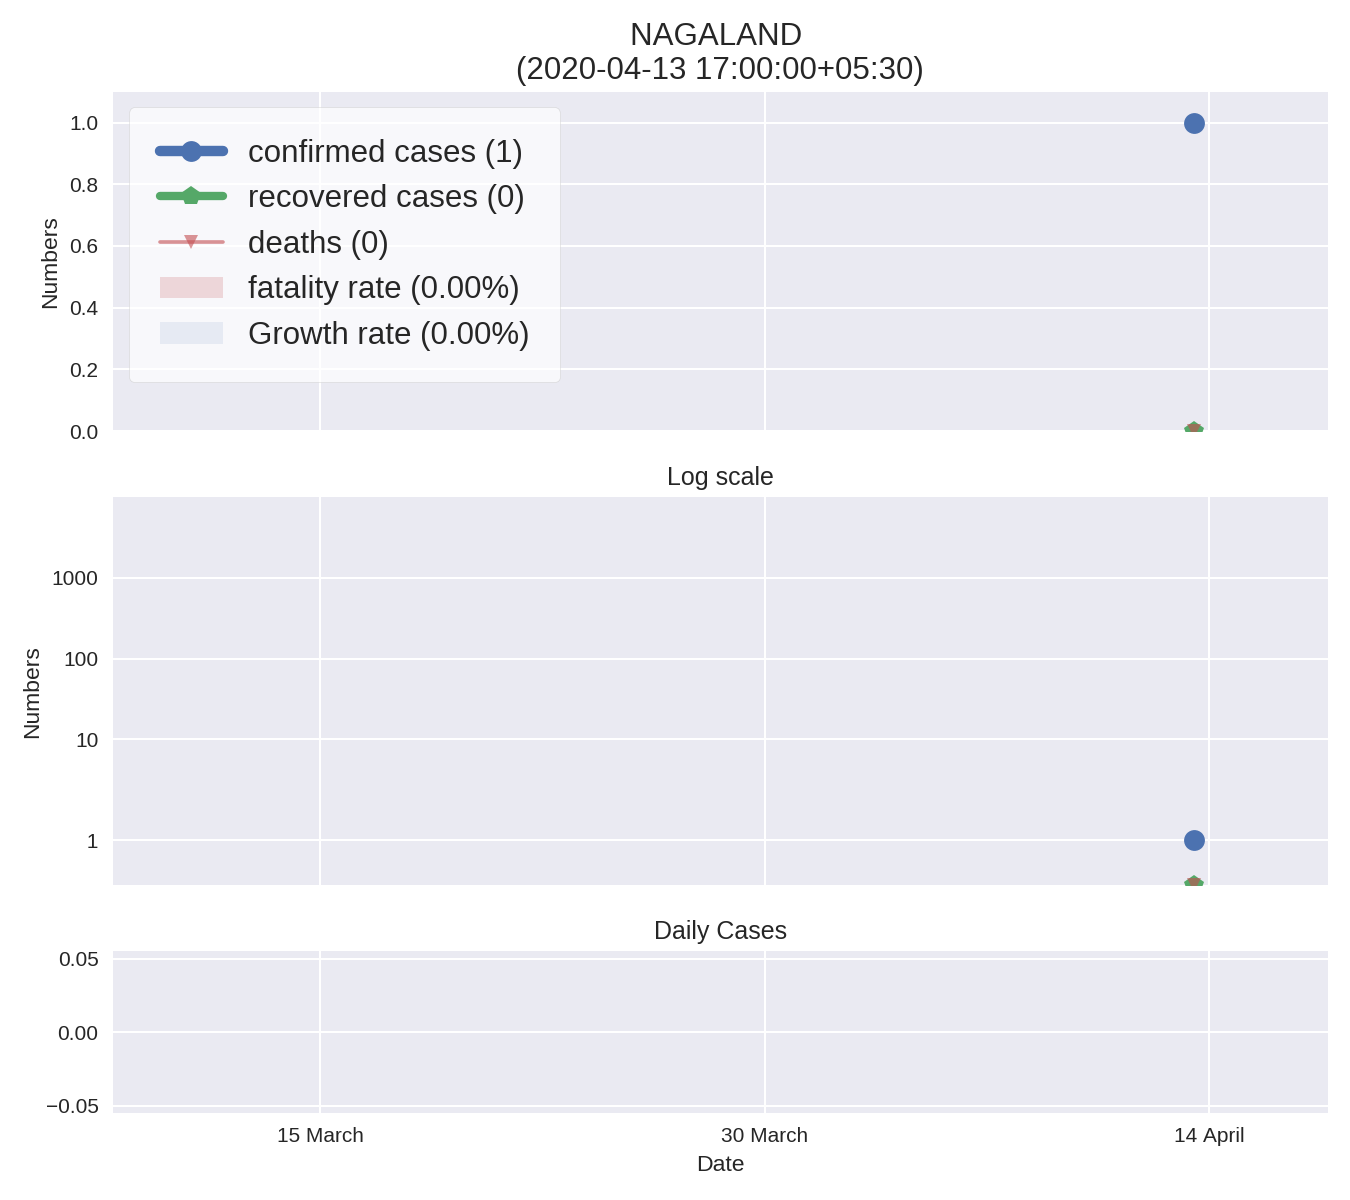 NAGALAND
(2020-04-13 17:00:00+05:30)
1.0
0.8
0.6
0.4
0.2
0.0
Numbers
confirmed cases (1)
recovered cases (0)
deaths (0)
fatality rate (0.00%)
Growth rate (0.00%)
Log scale
1000
100
10
1
Numbers
Daily Cases
0.05
0.00
−0.05
15 March
30 March
14 April
Date